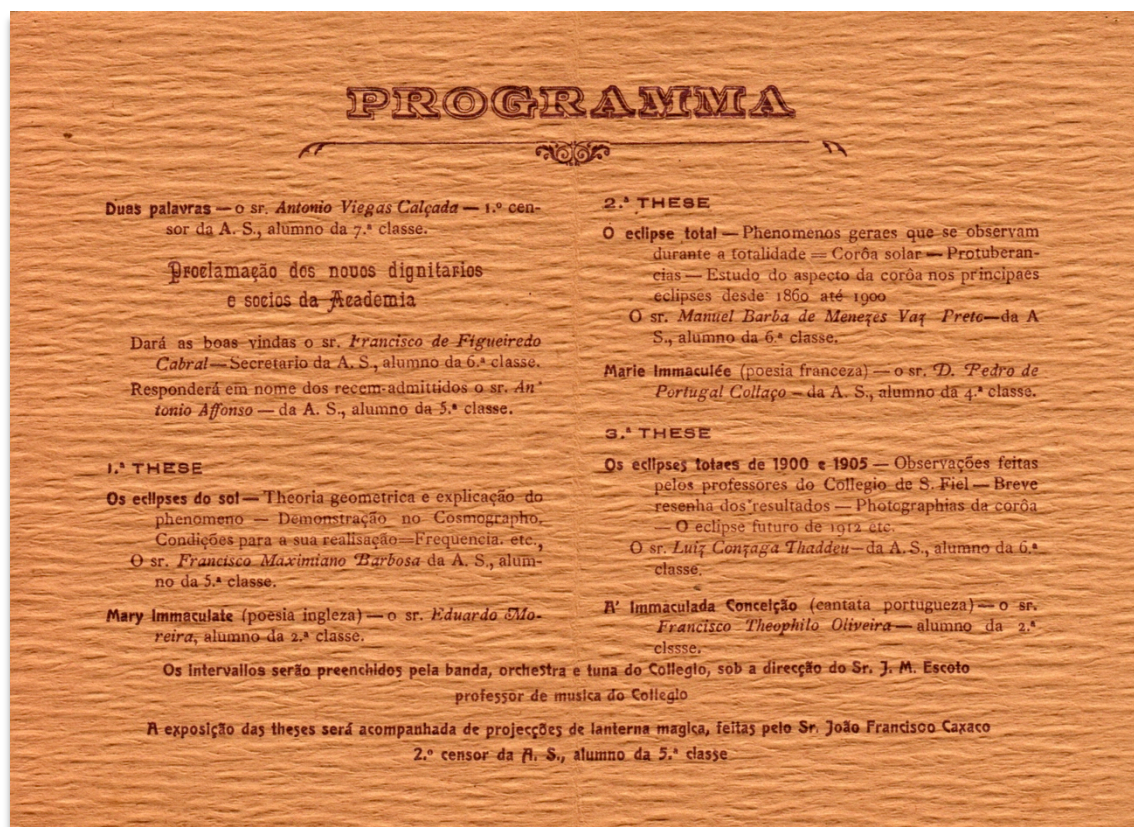 PROGRAMMA
Duas palavras — o sr. Antonio Viegas Calçada — 1.º cen-
sor da A. S., alumno da 7.ª classe.
Proclamação dos novos dignitarios
e socios da Academia
Dará as boas vindas o sr. Francisco de Figueiredo
Cabral — Secretario da A. S., alumno da 6.ª classe.
Responderá em nome dos recem-admittidos o sr. An-
tonio Affonso — da A. S., alumno da 5.ª classe.
1.ª THESE
Os eclipses do sol — Theoria geometrica e explicação do
phenomeno — Demonstração no Cosmographo.
Condições para a sua realisação = Frequencia. etc.,
O sr. Francisco Maximiano Barbosa da A. S., alum-
no da 5.ª classe.
Mary Immaculate (poesia ingleza) — o sr. Eduardo Mo-
reira, alumno da 2.ª classe.
2.ª THESE
O eclipse total — Phenomenos geraes que se observam
durante a totalidade = Corôa solar — Protuberan-
cias — Estudo do aspecto da corôa nos principaes
eclipses desde 1860 até 1900
O sr. Manuel Barba de Menezes Vaz Preto — da A
S., alumno da 6.ª classe.
Marie Immaculée (poesia franceza) — o sr. D. Pedro de
Portugal Collaço — da A. S., alumno da 4.ª classe.
3.ª THESE
Os eclipses totaes de 1900 e 1905 — Observações feitas
pelos professores do Collegio de S. Fiel — Breve
resenha dos resultados — Photographias da corôa
— O eclipse futuro de 1912 etc.
O sr. Luiz Gonzaga Thaddeu — da A. S., alumno da 6.ª
classe.
A' Immaculada Conceição (cantata portugueza) — o sr.
Francisco Theophilo Oliveira — alumno da 2.ª
clsse.
Os intervallos serão preenchidos pela banda, orchestra e tuna do Collegio, sob a direcção do Sr. J. M. Escoto
professor de musica do Collegio
A exposição das theses será acompanhada de projecções de lanterna magica, feitas pelo Sr. João Francisco Caxaco
2.º censor da A. S., alumno da 5.ª classe